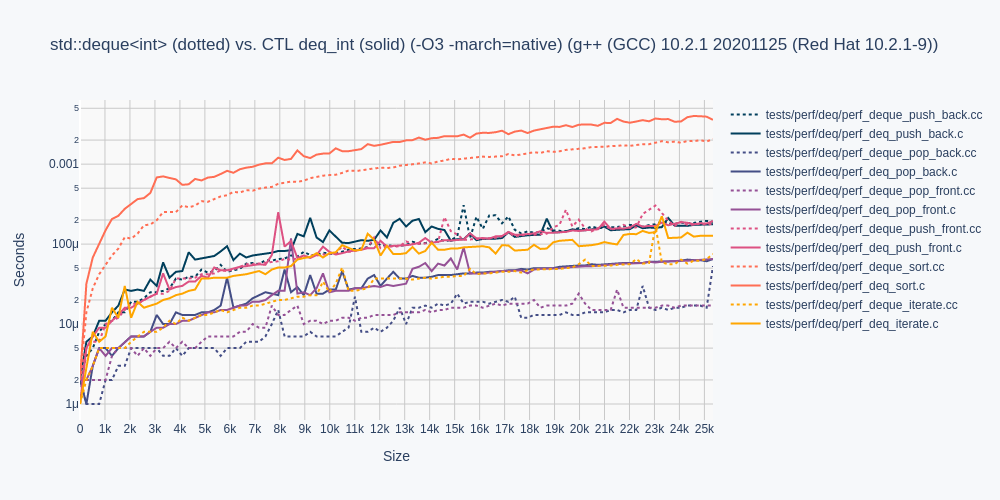 std::deque<int> (dotted) vs. CTL deq_int (solid) (-O3 -march=native) (g++ (GCC) 10.2.1 20201125 (Red Hat 10.2.1-9))
5
2
0.001
5
2
100μ
5
2
10μ
5
2
1μ
Seconds
0 1k 2k 3k 4k 5k 6k 7k 8k 9k 10k 11k 12k 13k 14k 15k 16k 17k 18k 19k 20k 21k 22k 23k 24k 25k
Size
tests/perf/deq/perf_deque_push_back.cc
tests/perf/deq/perf_deq_push_back.c
tests/perf/deq/perf_deque_pop_back.cc
tests/perf/deq/perf_deq_pop_back.c
tests/perf/deq/perf_deque_pop_front.cc
tests/perf/deq/perf_deq_pop_front.c
tests/perf/deq/perf_deque_push_front.cc
tests/perf/deq/perf_deq_push_front.c
tests/perf/deq/perf_deque_sort.cc
tests/perf/deq/perf_deq_sort.c
tests/perf/deq/perf_deque_iterate.cc
tests/perf/deq/perf_deq_iterate.c